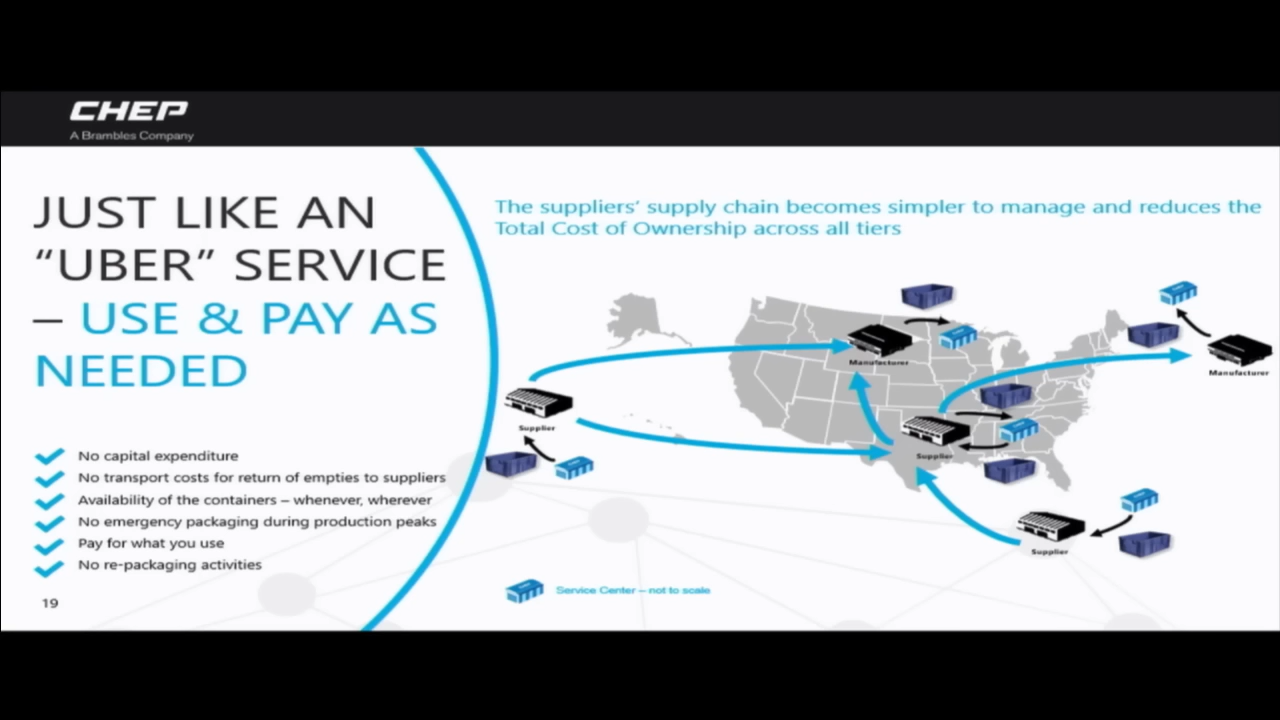 CHEP
A Brambles Company
JUST LIKE AN
“UBER” SERVICE
– USE & PAY AS
NEEDED
No capital expenditure
No transport costs for return of empties to suppliers
Availability of the containers – whenever, wherever
No emergency packaging during production peaks
Pay for what you use
No re-packaging activities
19
The suppliers’ supply chain becomes simpler to manage and reduces the
Total Cost of Ownership across all tiers
Manufacturer
Manufacturer
Supplier
Supplier
Supplier
Service Center – not to scale